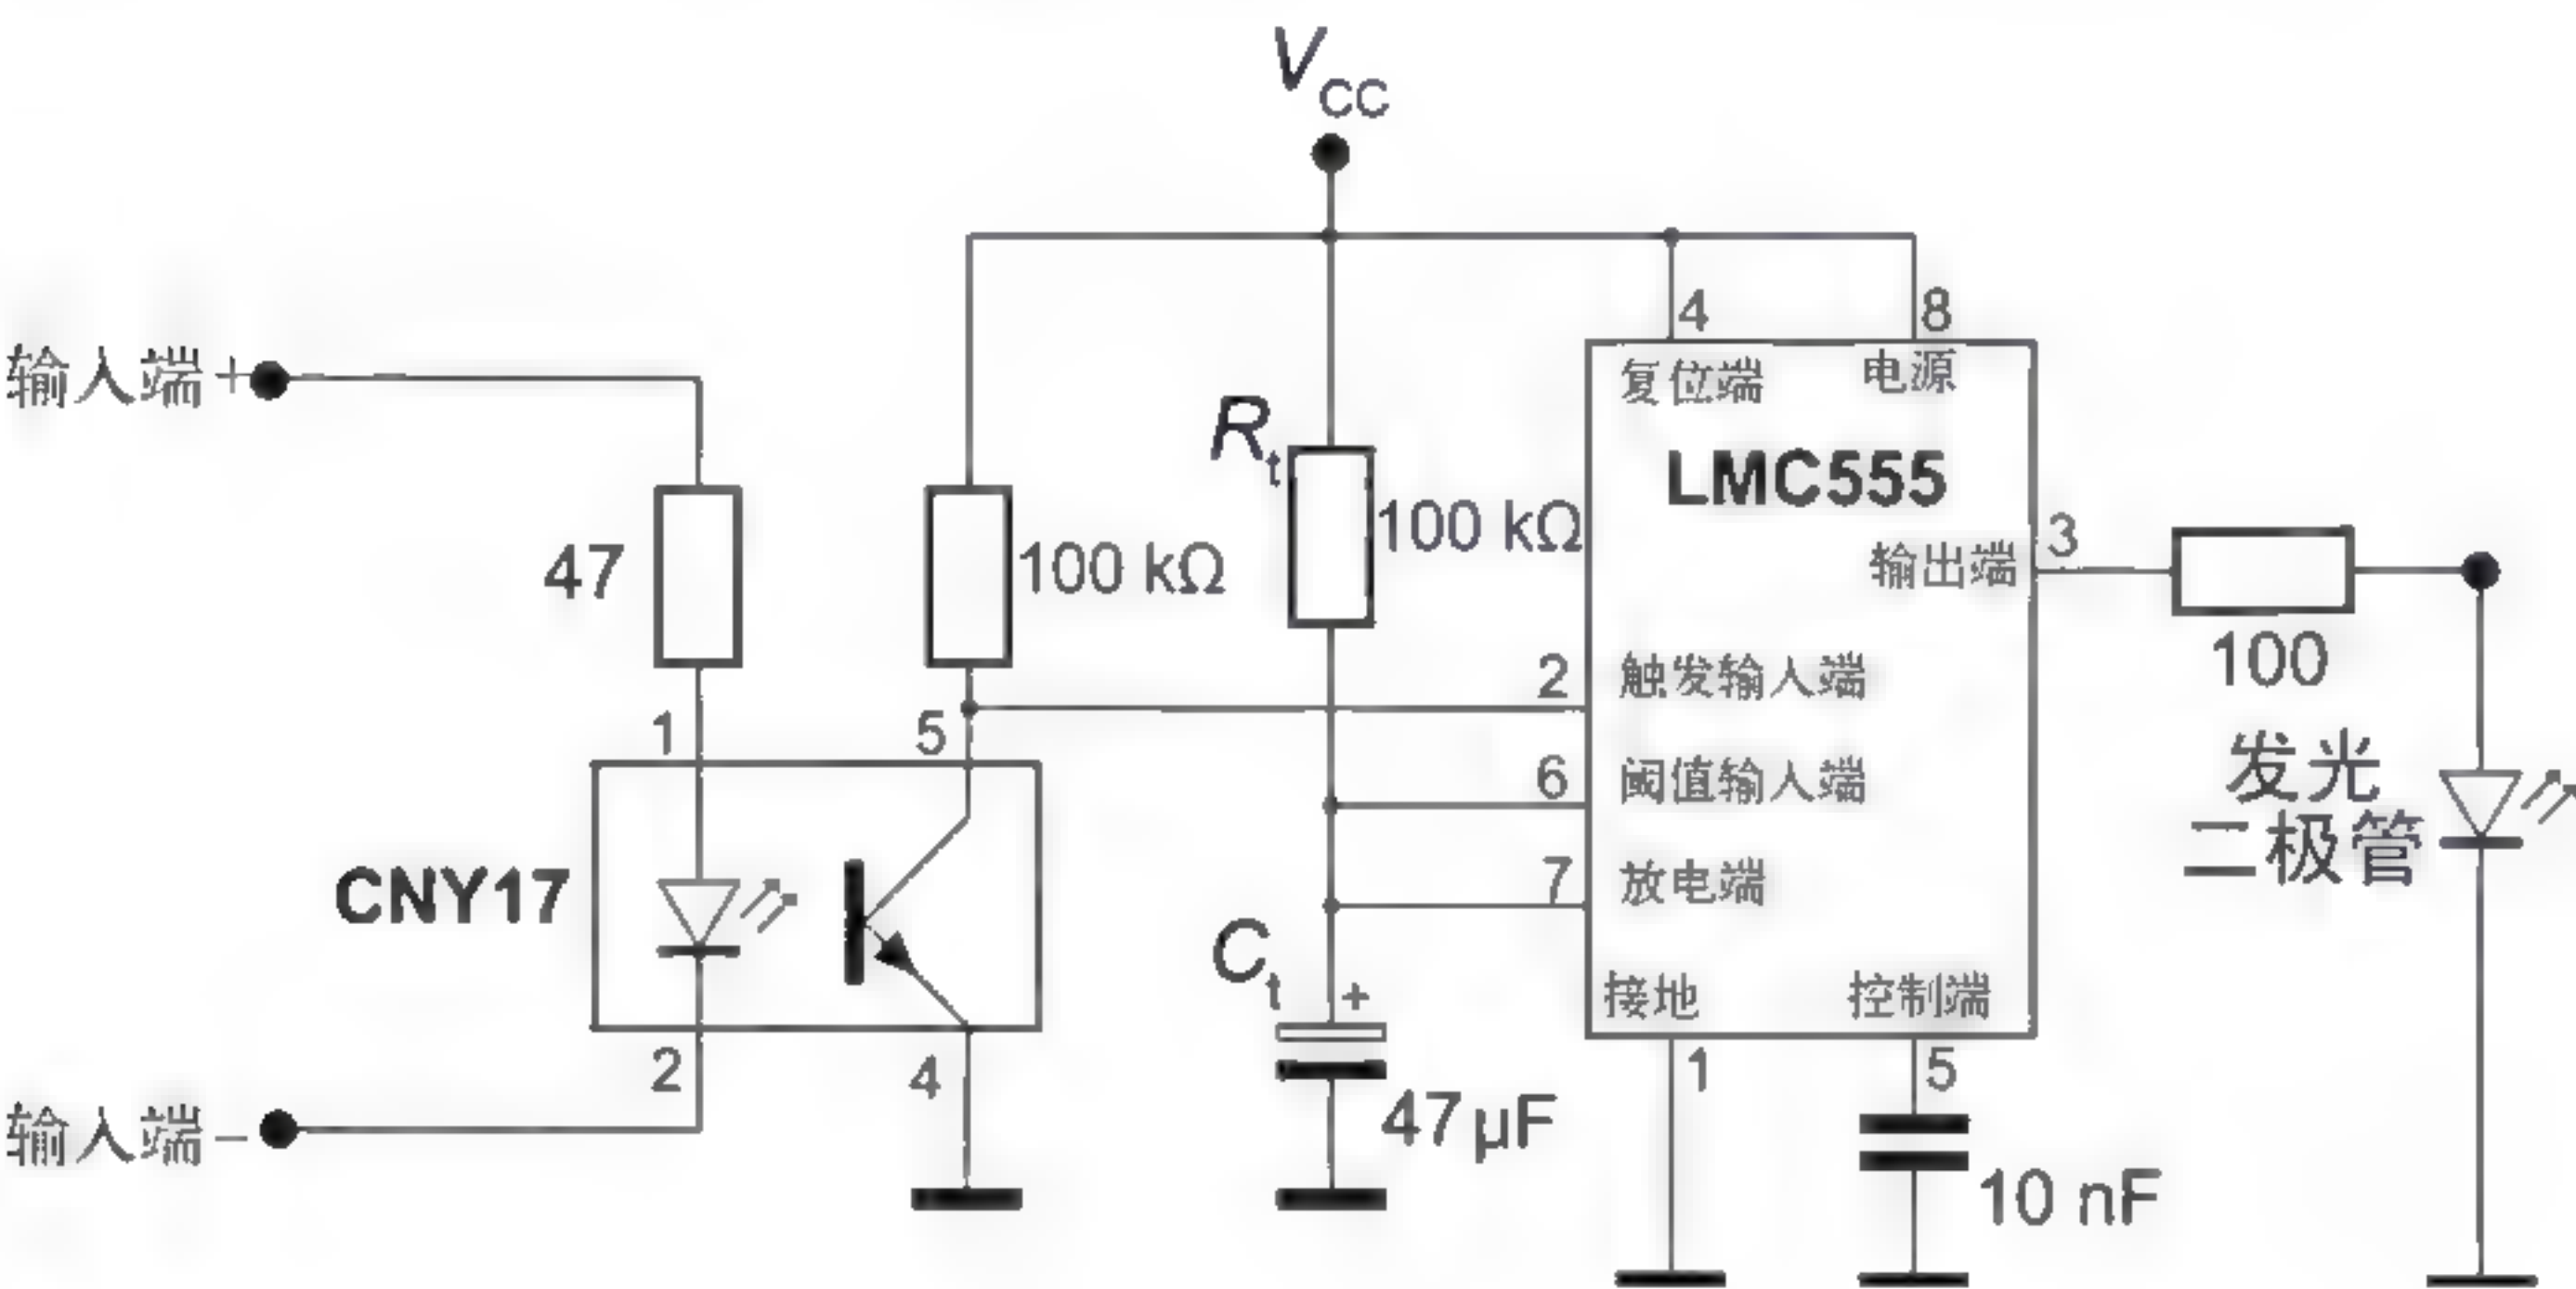 VCC
4
8
输入端+
复位端
电源
Rt
LMC555
100 kΩ
3
47
100 kΩ
输出端
100
2
触发输入端
1
5
6
阈值输入端
发光
二极管
7
放电端
CNY17
Ct
+
接地
控制端
2
4
1
5
47μF
输入端−
10 nF